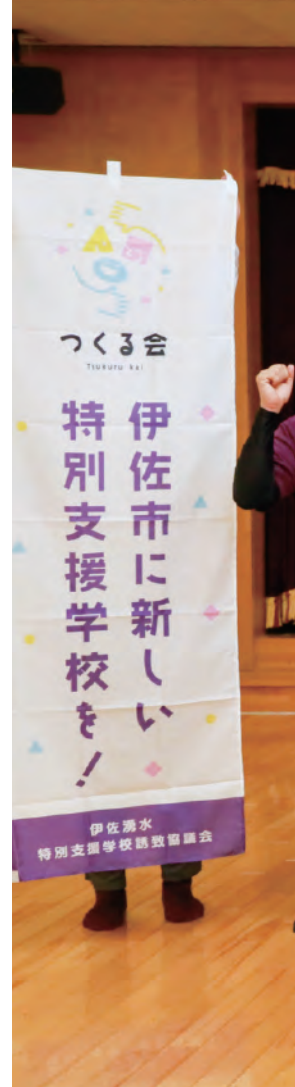 つくる会
Tsukuru kai
伊佐市に新しい
特別支援学校を！
伊佐湧水
特別支援学校誘致協議会